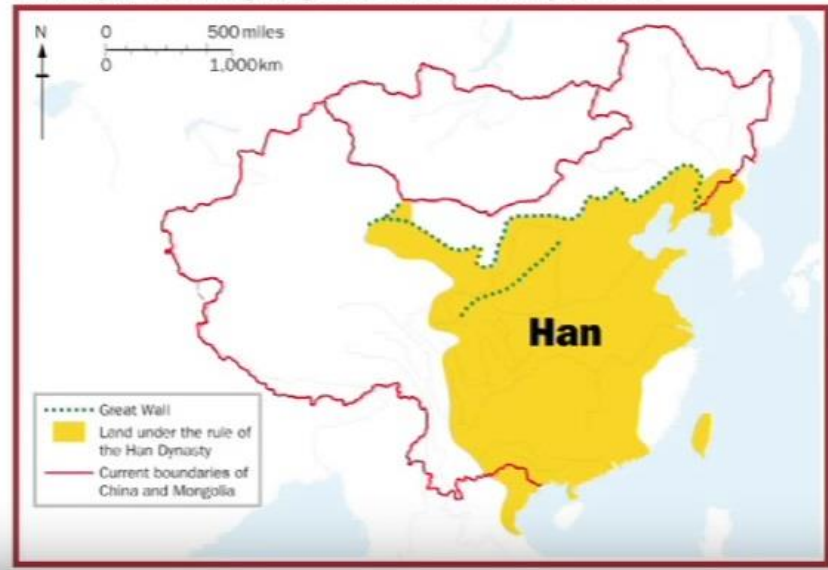 N
0 500 miles
0 1,000 km
Han
Great Wall
Land under the rule of
the Han Dynasty
Current boundaries of
China and Mongolia